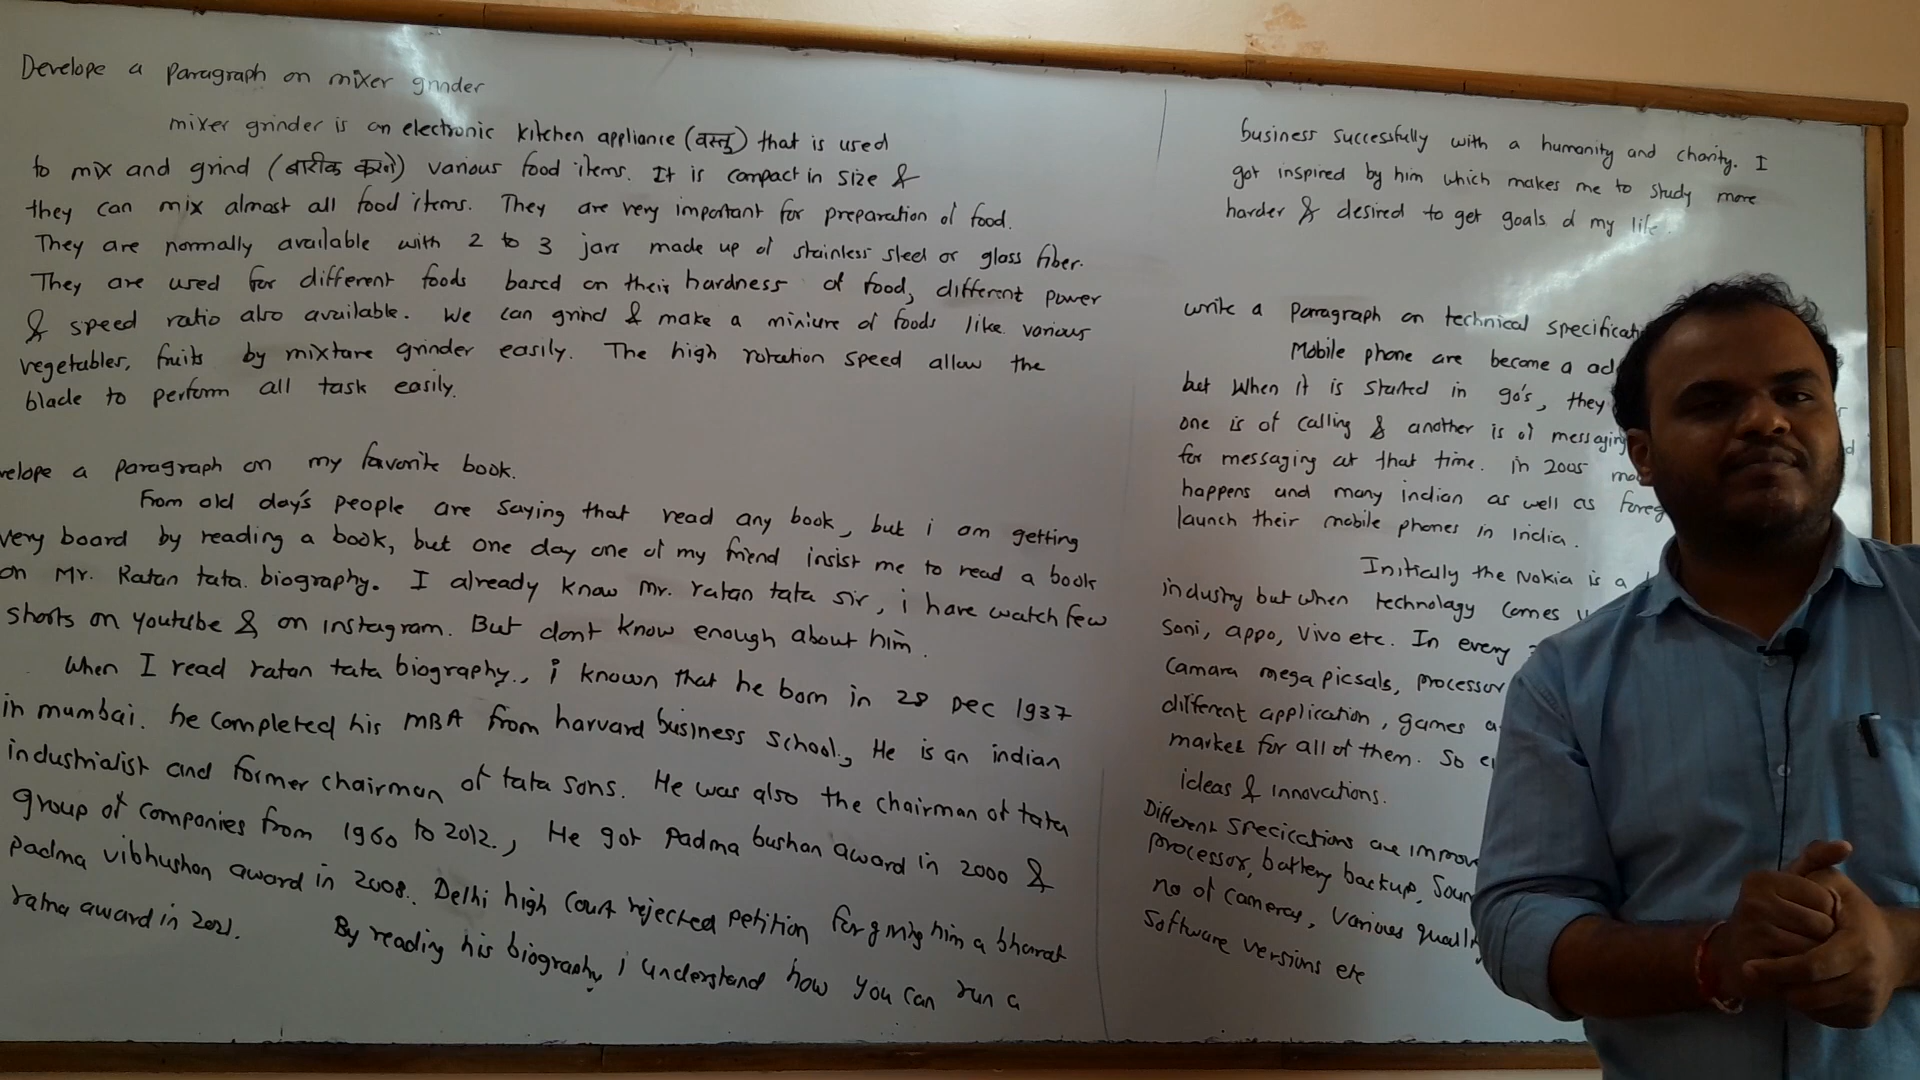 Develope a paragraph on mixer grinder
mixer grinder is an electronic kitchen appliance (वस्तू) that is used
to mix and grind (बारीक करणे) various food items. It is compact in size &
they can mix almost all food items. They are very important for preparation of food.
They are normally available with 2 to 3 jars made up of stainless steel or glass fiber.
They are used for different foods based on their hardness of food, different power
& speed ratio also available. We can grind & make a mixture of foods like various
vegetables, fruits by mixture grinder easily. The high rotation speed allow the
blade to perform all task easily.
velope a paragraph on my favorite book.
From old day's people are saying that read any book, but i am getting
very board by reading a book, but one day one of my friend insist me to read a book
on Mr. Ratan tata biography. I already know mr. ratan tata sir, i have watch few
shorts on youtube & on instagram. But dont know enough about him.
When I read ratan tata biography., i known that he born in 28 Dec 1937
in mumbai. he completed his MBA from harvard business school., He is an indian
industrialist and former chairman of tata sons. He was also the chairman of tata
group of companies from 1960 to 2012., He got Padma bushan award in 2000 &
padma vibhushan award in 2008.. Delhi high court rejected petition for giving him a bharat
ratna award in 2021.
By reading his biography, i understand how you can run a
business successfully with a humanity and charity. I
got inspired by him which makes me to study more
harder & desired to get goals of my life.
write a paragraph on technical
Mobile phone are become a
but When it is started in 90's, they
one is of calling & another is of messaging
for messaging at that time. in 2005
happens and many indian as well as
launch their mobile phones in India.
Initially the Nokia is a
industry but when technology comes
Soni, appo, Vivo etc. In every
camara mega picsals, processor
different application, games
market for all of them. So
ideas & innovations.
Different specications are
processor, battery backup,
no of cameras, various
software versions etc